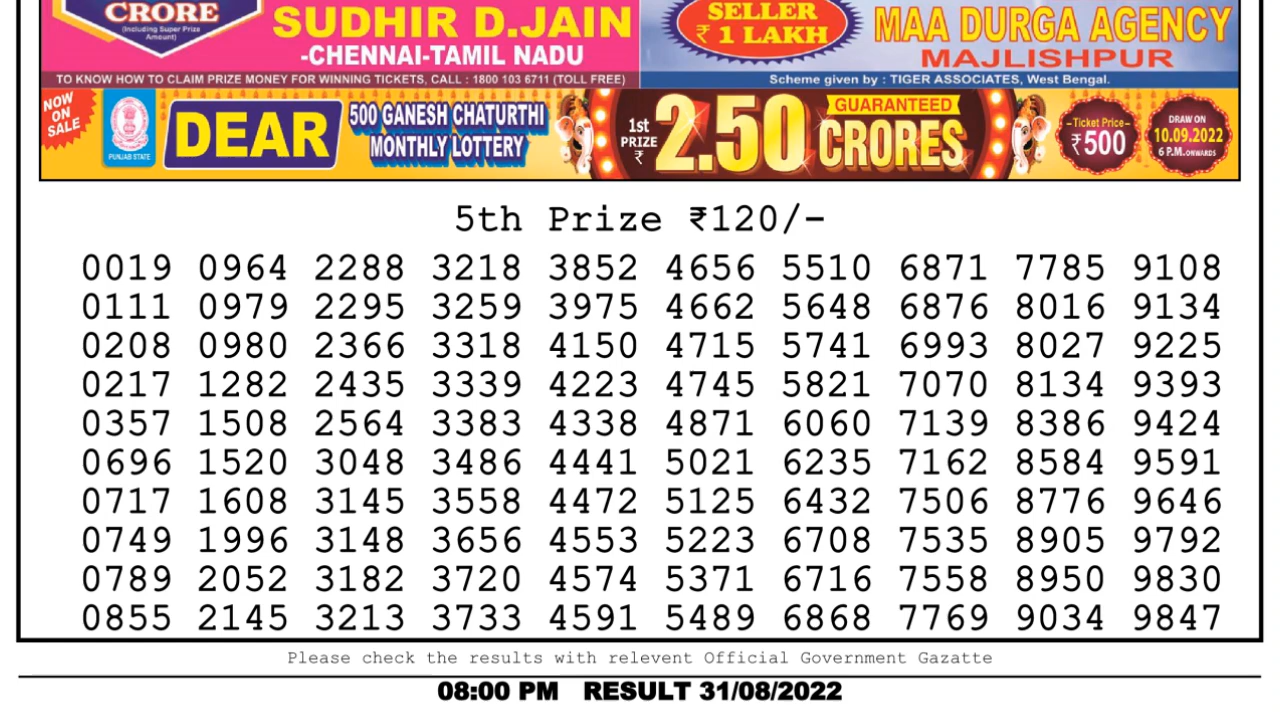 CRORE
(Including Super Prize
Amount)
SUDHIR D.JAIN
-CHENNAI-TAMIL NADU
TO KNOW HOW TO CLAIM PRIZE MONEY FOR WINNING TICKETS, CALL : 1800 103 6711 (TOLL FREE)
SELLER
₹ 1 LAKH
MAA DURGA AGENCY
MAJLISHPUR
Scheme given by : TIGER ASSOCIATES, West Bengal.
NOW
ON
SALE
PUNJAB STATE
DEAR
500 GANESH CHATURTHI
MONTHLY LOTTERY
1st
PRIZE
₹
2.50
GUARANTEED
CRORES
-Ticket Price-
₹500
DRAW ON
10.09.2022
6 P.M. ONWARDS
5th Prize ₹120/-
0019 0964 2288 3218 3852 4656 5510 6871 7785 9108
0111 0979 2295 3259 3975 4662 5648 6876 8016 9134
0208 0980 2366 3318 4150 4715 5741 6993 8027 9225
0217 1282 2435 3339 4223 4745 5821 7070 8134 9393
0357 1508 2564 3383 4338 4871 6060 7139 8386 9424
0696 1520 3048 3486 4441 5021 6235 7162 8584 9591
0717 1608 3145 3558 4472 5125 6432 7506 8776 9646
0749 1996 3148 3656 4553 5223 6708 7535 8905 9792
0789 2052 3182 3720 4574 5371 6716 7558 8950 9830
0855 2145 3213 3733 4591 5489 6868 7769 9034 9847
Please check the results with relevent Official Government Gazatte
08:00 PM RESULT 31/08/2022